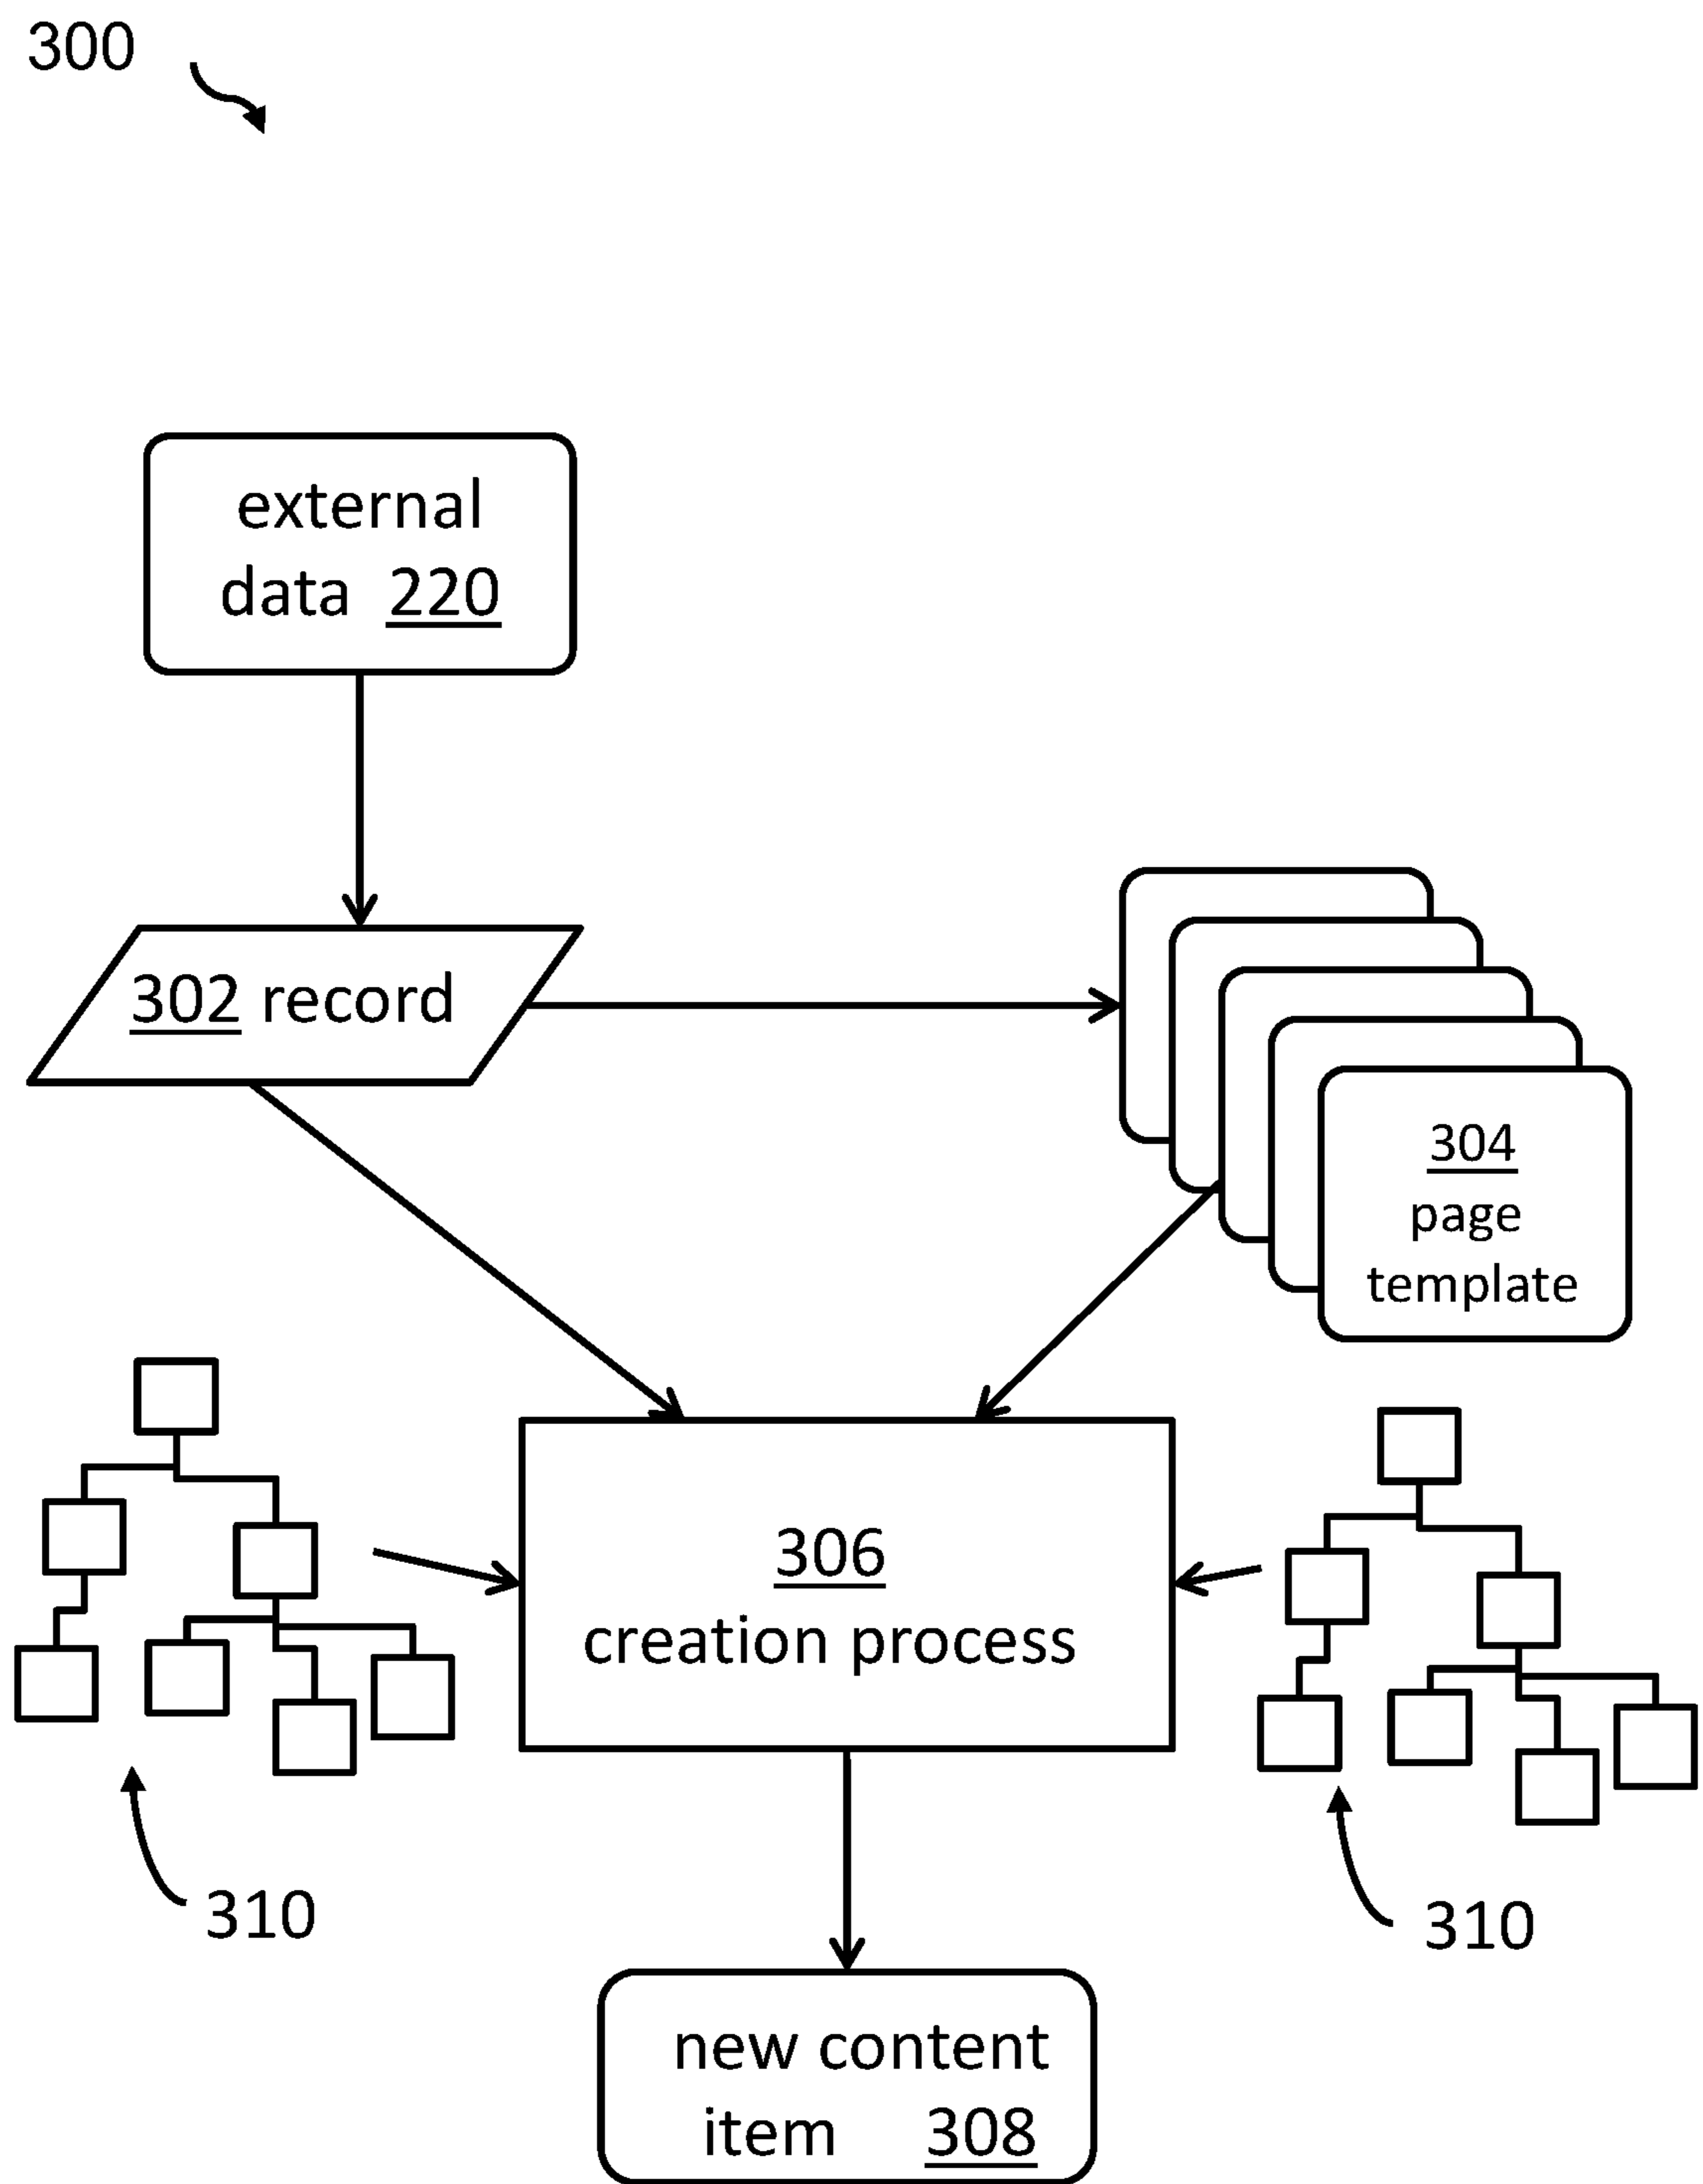 300
external
data 220
302 record
304
page
template
306
creation process
310
310
new content
item 308